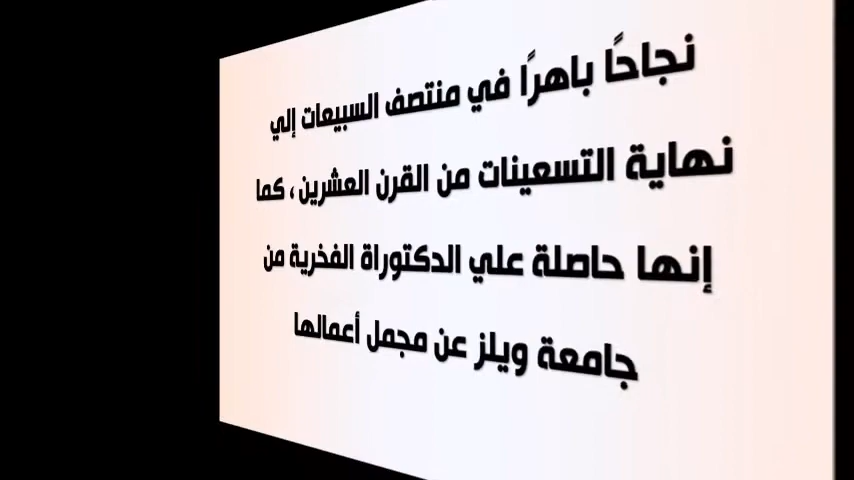 نجاحًا باهرًا في منتصف السبيعات إلي
نهاية التسعينات من القرن العشرين ، كما
إنها حاصلة علي الدكتوراة الفخرية من
جامعة ويلز عن مجمل أعمالها